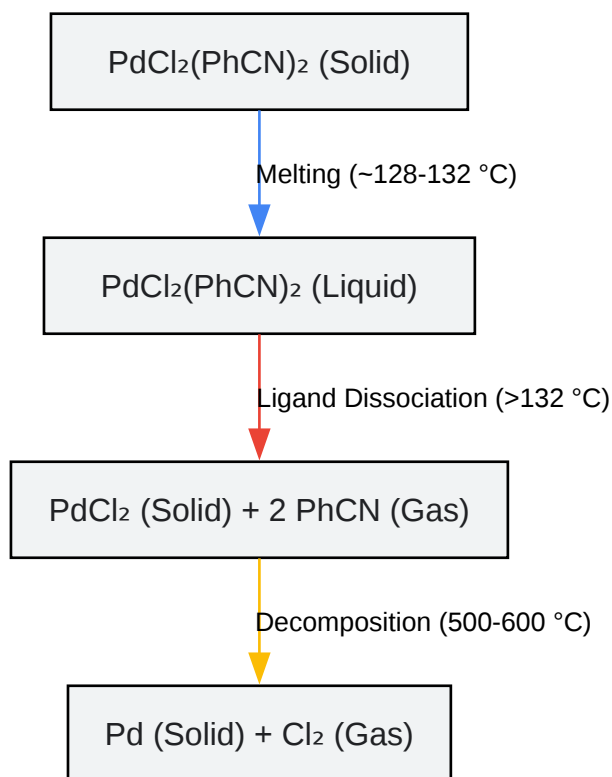 PdCl₂(PhCN)₂ (Solid)
Melting (~128-132 °C)
PdCl₂(PhCN)₂ (Liquid)
Ligand Dissociation (>132 °C)
PdCl₂ (Solid) + 2 PhCN (Gas)
Decomposition (500-600 °C)
Pd (Solid) + Cl₂ (Gas)